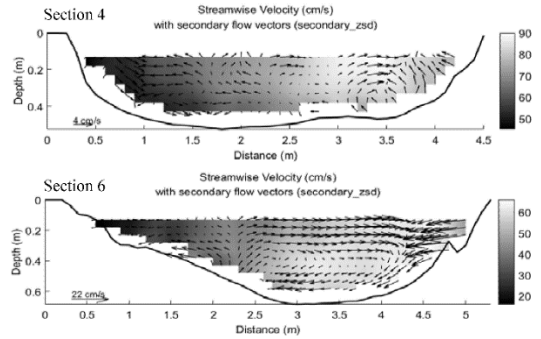 Section 4
Streamwise Velocity (cm/s)
with secondary flow vectors (secondary_zsd)
0
0.2
0.4
Depth (m)
4 cm/s
0 0.5 1 1.5 2 2.5 3 3.5 4 4.5
Distance (m)
90
80
70
60
50
Section 6
Streamwise Velocity (cm/s)
with secondary flow vectors (secondary_zsd)
0
0.2
0.4
0.6
Depth (m)
22 cm/s
0 0.5 1 1.5 2 2.5 3 3.5 4 4.5 5
Distance (m)
60
50
40
30
20